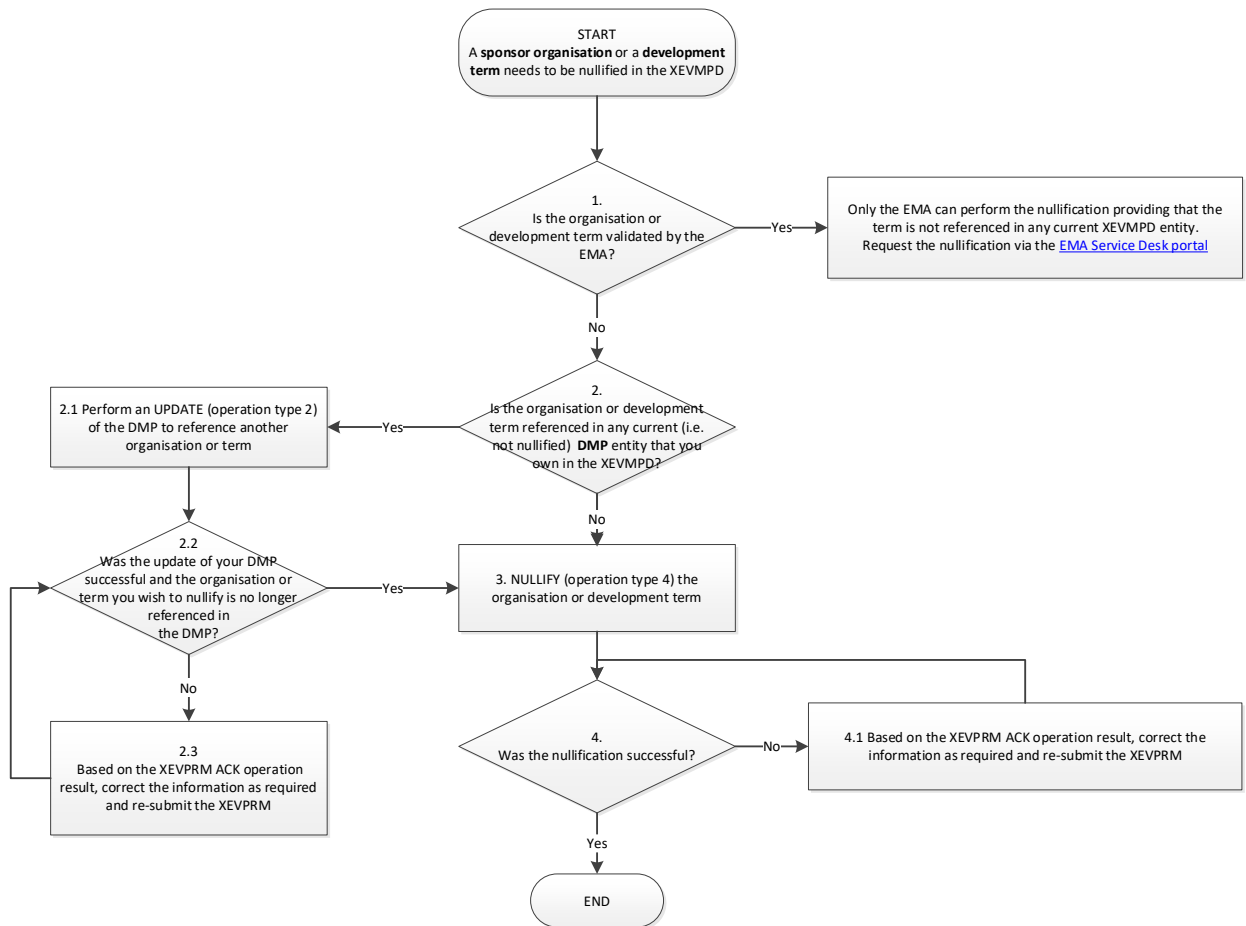 START
A sponsor organisation or a development
term needs to be nullified in the XEVMPD
1.
Is the organisation or
development term validated by the
EMA?
Yes
Only the EMA can perform the nullification providing that the
term is not referenced in any current XEVMPD entity.
Request the nullification via the EMA Service Desk portal
No
2.
Is the organisation or development
term referenced in any current (i.e.
not nullified) DMP entity that you
own in the XEVMPD?
Yes
2.1 Perform an UPDATE (operation type 2)
of the DMP to reference another
organisation or term
No
2.2
Was the update of your DMP
successful and the organisation or
term you wish to nullify is no longer
referenced in
the DMP?
Yes
3. NULLIFY (operation type 4) the
organisation or development term
No
2.3
Based on the XEVPRM ACK operation
result, correct the information as required
and re-submit the XEVPRM
4.
Was the nullification successful?
No
4.1 Based on the XEVPRM ACK operation result, correct the
information as required and re-submit the XEVPRM
Yes
END